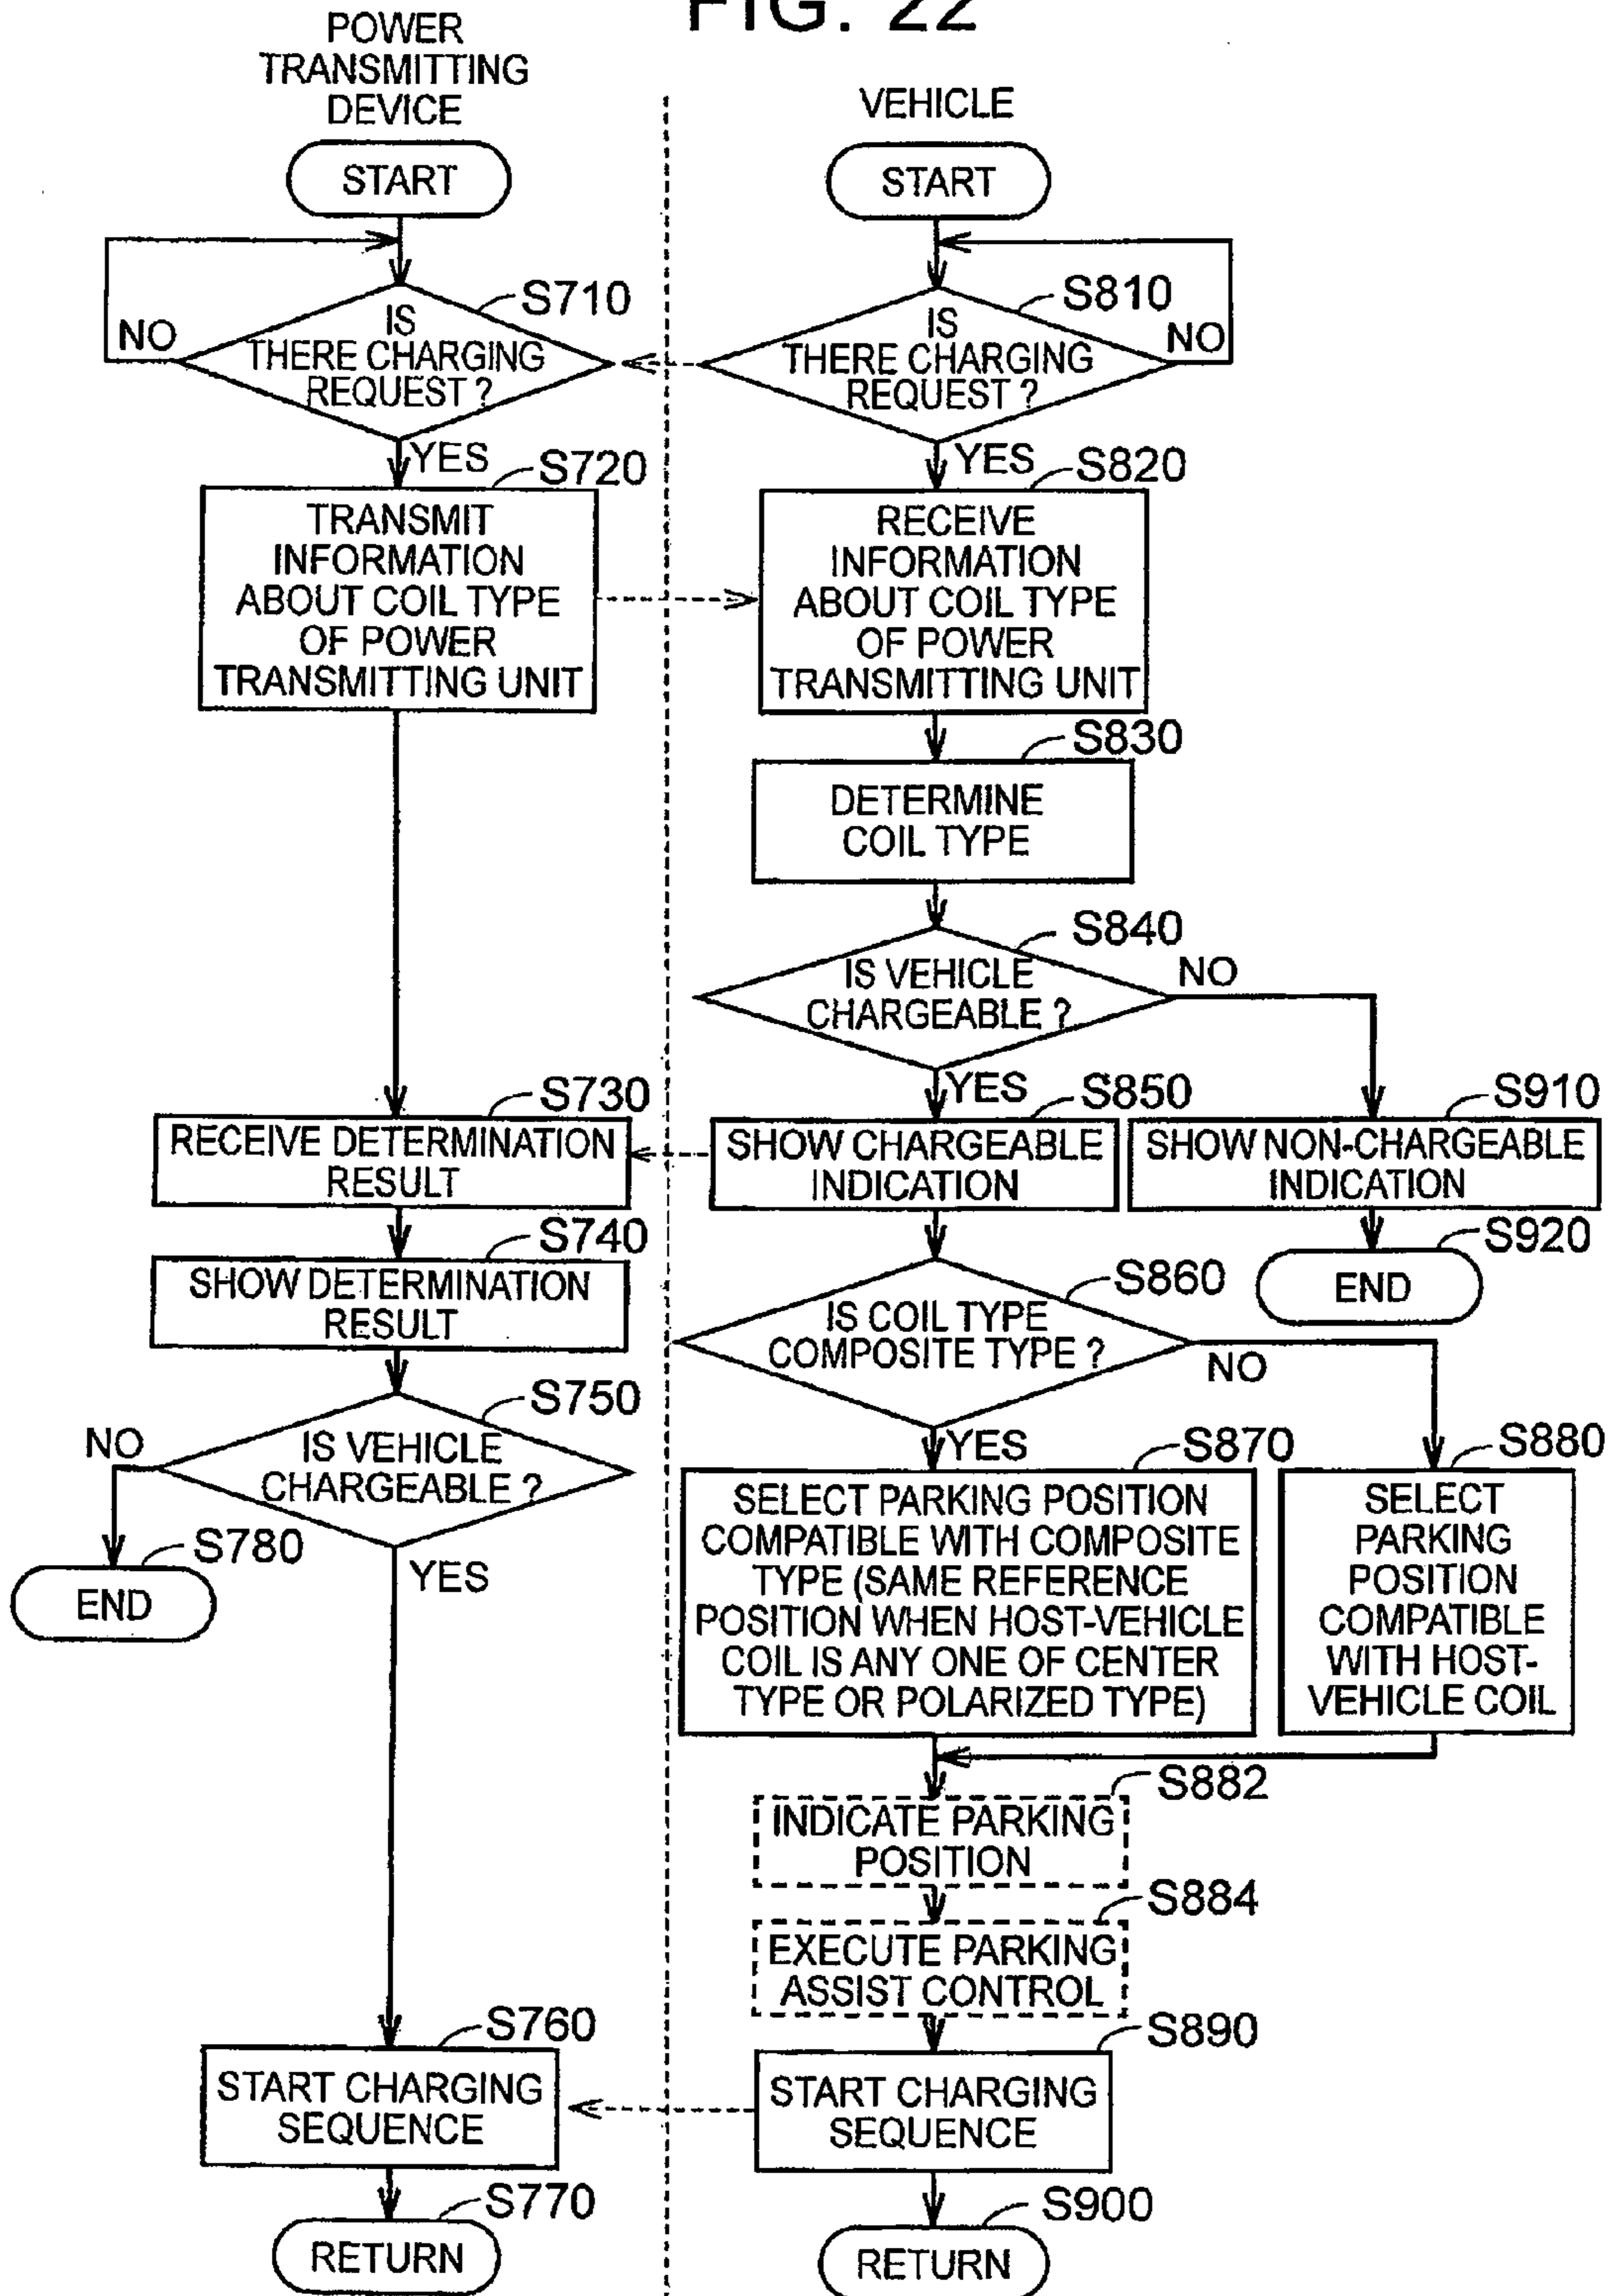 FIG. 22
POWER
TRANSMITTING
DEVICE
START
S710
IS
THERE CHARGING
REQUEST ?
NO
YES
S720
TRANSMIT
INFORMATION
ABOUT COIL TYPE
OF POWER
TRANSMITTING UNIT
S730
RECEIVE DETERMINATION
RESULT
S740
SHOW DETERMINATION
RESULT
S750
IS VEHICLE
CHARGEABLE ?
NO
S780
END
YES
S760
START CHARGING
SEQUENCE
S770
RETURN
VEHICLE
START
S810
IS
THERE CHARGING
REQUEST ?
NO
YES
S820
RECEIVE
INFORMATION
ABOUT COIL TYPE
OF POWER
TRANSMITTING UNIT
S830
DETERMINE
COIL TYPE
S840
IS VEHICLE
CHARGEABLE ?
NO
YES
S850
SHOW CHARGEABLE
INDICATION
S910
SHOW NON-CHARGEABLE
INDICATION
S920
END
S860
IS COIL TYPE
COMPOSITE TYPE ?
NO
YES
S870
SELECT PARKING POSITION
COMPATIBLE WITH COMPOSITE
TYPE (SAME REFERENCE
POSITION WHEN HOST-VEHICLE
COIL IS ANY ONE OF CENTER
TYPE OR POLARIZED TYPE)
S880
SELECT
PARKING
POSITION
COMPATIBLE
WITH HOST-
VEHICLE COIL
S882
INDICATE PARKING
POSITION
S884
EXECUTE PARKING
ASSIST CONTROL
S890
START CHARGING
SEQUENCE
S900
RETURN